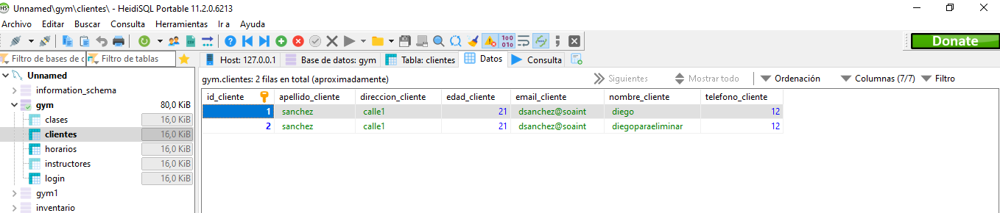 Unnamed\gym\clientes\ - HeidiSQL Portable 11.2.0.6213
Archivo Editar Buscar Consulta Herramientas Ir a Ayuda
Donate
Filtro de bases de d Filtro de tablas Host: 127.0.0.1 Base de datos: gym Tabla: clientes Datos Consulta
Unnamed
information_schema
gym 80,0 KiB
clases 16,0 KiB
clientes 16,0 KiB
horarios 16,0 KiB
instructores 16,0 KiB
login 16,0 KiB
gym1
inventario
gym.clientes: 2 filas en total (aproximadamente) Siguientes Mostrar todo Ordenación Columnas (7/7) Filtro
id_cliente apellido_cliente direccion_cliente edad_cliente email_cliente nombre_cliente telefono_cliente
1 sanchez calle1 21 dsanchez@soaint diego 12
2 sanchez calle1 21 dsanchez@soaint diegoparaeliminar 12